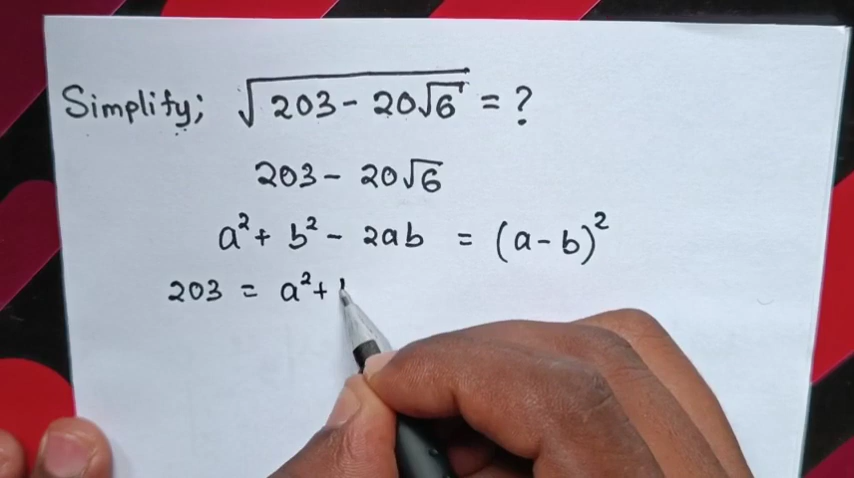 Simplify; √(203 - 20√6) = ?
203 - 20√6
a² + b² - 2ab = (a - b)²
203 = a² +